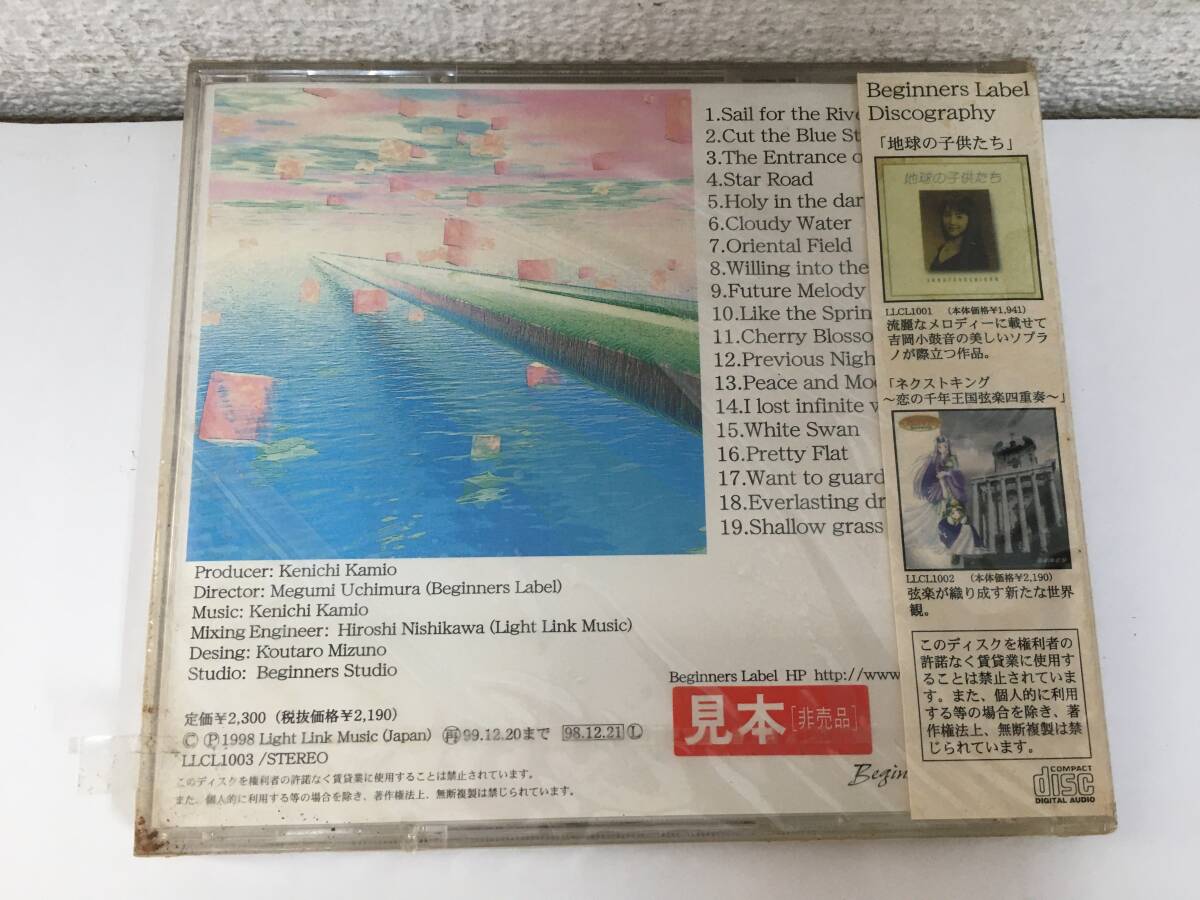 1.Sail for the Rive
2.Cut the Blue St
3.The Entrance o
4.Star Road
5.Holy in the dar
6.Cloudy Water
7.Oriental Field
8.Willing into the
9.Future Melody
10.Like the Sprin
11.Cherry Blosso
12.Previous Nigh
13.Peace and Moo
14.I lost infinite
15.White Swan
16.Pretty Flat
17.Want to guard
18.Everlasting dr
19.Shallow grass
Producer: Kenichi Kamio
Director: Megumi Uchimura (Beginners Label)
Music: Kenichi Kamio
Mixing Engineer: Hiroshi Nishikawa (Light Link Music)
Desing: Koutaro Mizuno
Studio: Beginners Studio
Beginners Label HP http://www
見本[非売品]
定価¥2,300(税抜価格¥2,190)
© Ⓟ 1998 Light Link Music (Japan) 再 99.12.20まで 98.12.21 Ⓛ
LLCL1003 /STEREO
このディスクを権利者の許諾なく賃貸業に使用することは禁止されています。
また、個人的に利用する等の場合を除き、著作権法上、無断複製は禁じられています。
Begin
Beginners Label
Discography
「地球の子供たち」
地球の子供たち
LLCL1001 (本体価格¥1,941)
流麗なメロディーに載せて
吉岡小鼓音の美しいソプラ
ノが際立つ作品。
「ネクストキング
~恋の千年王国弦楽四重奏~」
LLCL1002 (本体価格¥2,190)
弦楽が織り成す新たな世界
観。
このディスクを権利者の
許諾なく賃貸業に使用す
ることは禁止されていま
す。また、個人的に利用
する等の場合を除き、著
作権法上、無断複製は禁
じられています。
COMPACT
disc
DIGITAL AUDIO